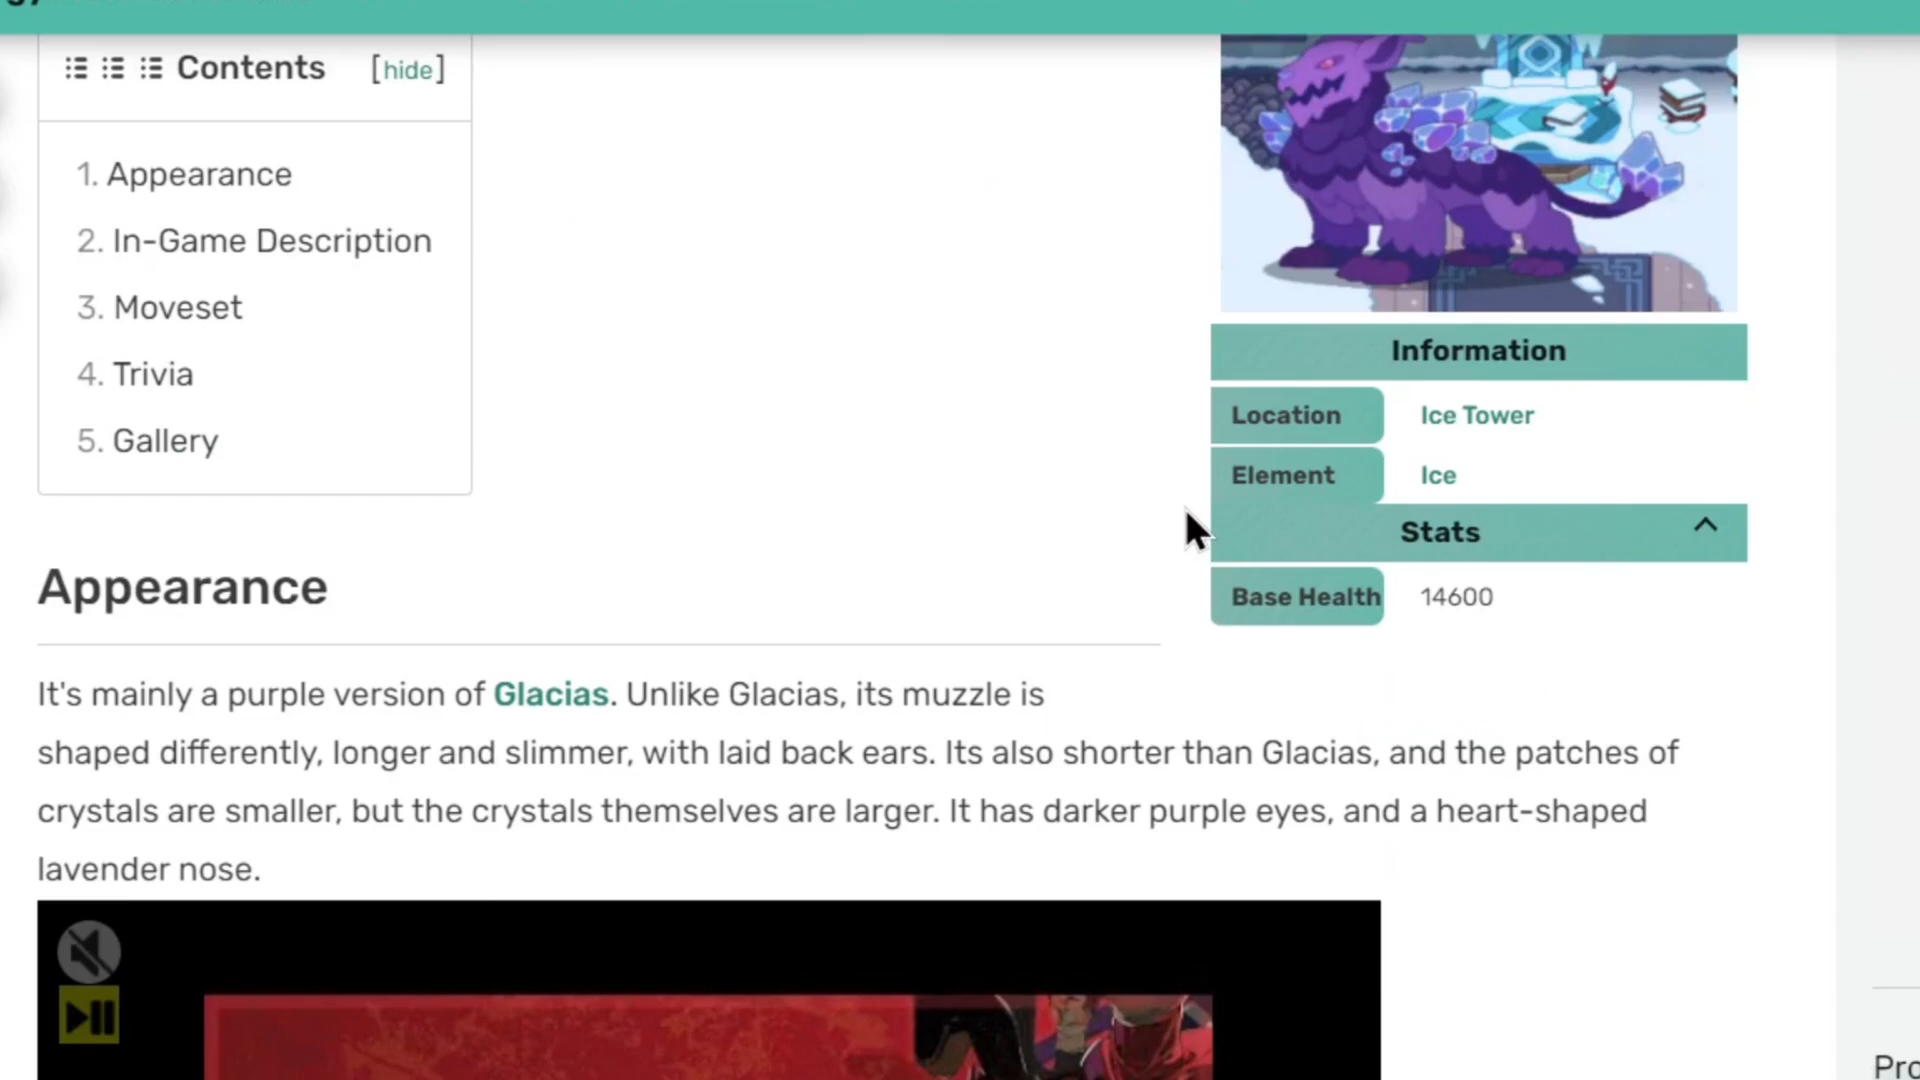 Contents [hide]
1. Appearance
2. In-Game Description
3. Moveset
4. Trivia
5. Gallery
Information
Location Ice Tower
Element Ice
Stats
Base Health 14600
Appearance
It's mainly a purple version of Glacias. Unlike Glacias, its muzzle is
shaped differently, longer and slimmer, with laid back ears. Its also shorter than Glacias, and the patches of
crystals are smaller, but the crystals themselves are larger. It has darker purple eyes, and a heart-shaped
lavender nose.